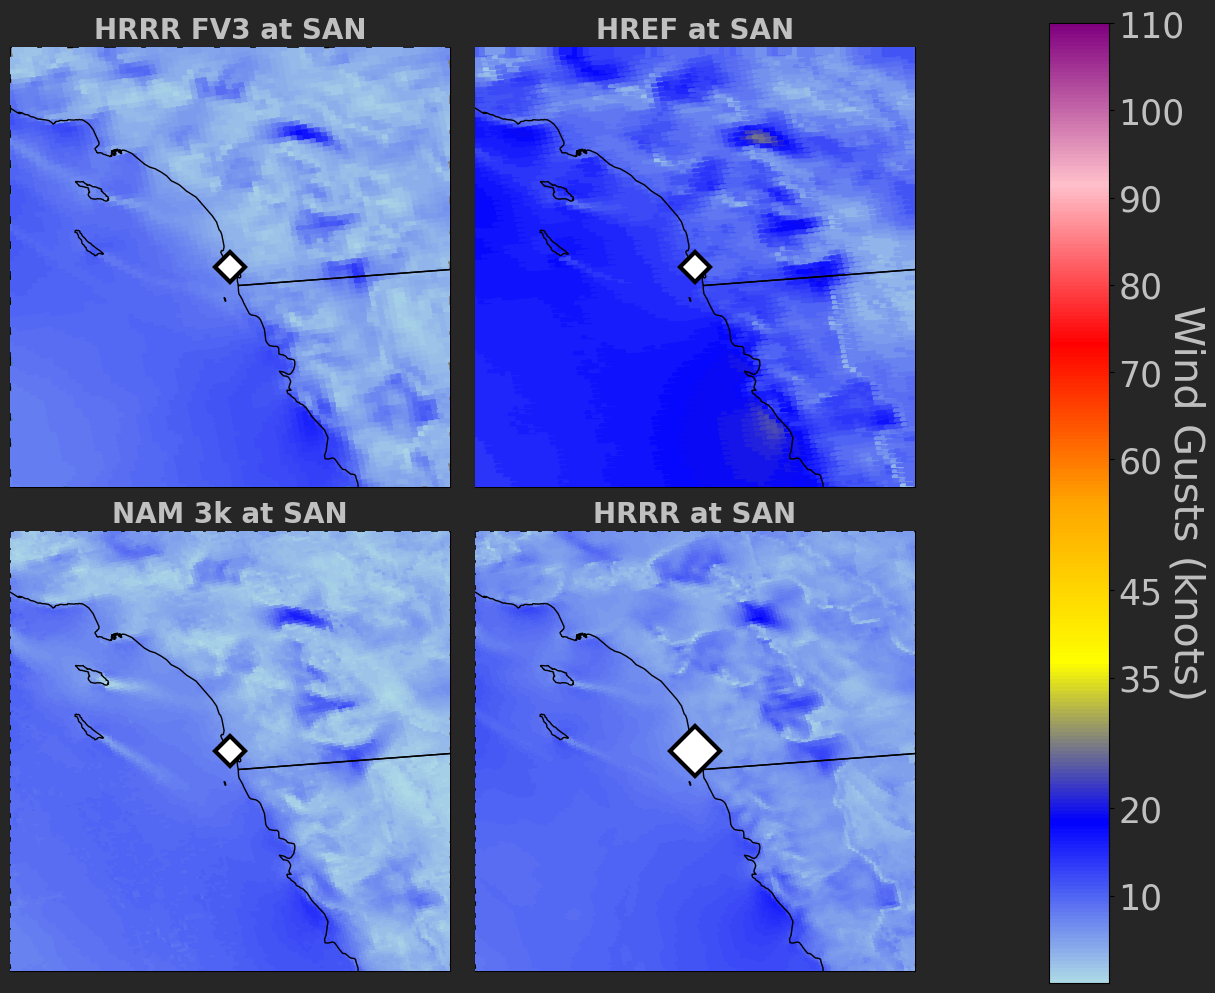 HRRR FV3 at SAN
HREF at SAN
NAM 3k at SAN
HRRR at SAN
110
100
90
80
70
60
45
35
20
10
Wind Gusts (knots)